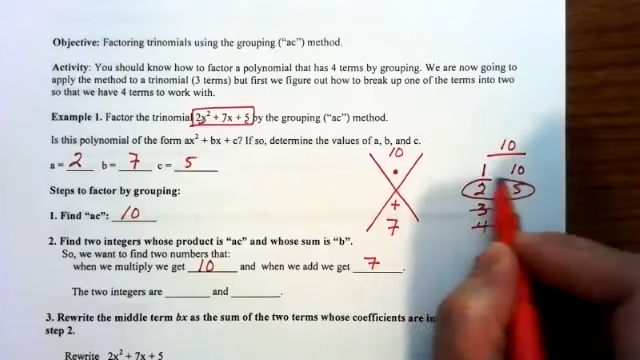 Objective: Factoring trinomials using the grouping ("ac") method.
Activity: You should know how to factor a polynomial that has 4 terms by grouping. We are now going to
apply the method to a trinomial (3 terms) but first we figure out how to break up one of the terms into two
so that we have 4 terms to work with.
Example 1. Factor the trinomial 2x² + 7x + 5 by the grouping ("ac") method.
Is this polynomial of the form ax² + bx + c? If so, determine the values of a, b, and c.
a = 2 b = 7 c = 5
Steps to factor by grouping:
1. Find "ac": 10
2. Find two integers whose product is "ac" and whose sum is "b".
So, we want to find two numbers that:
when we multiply we get 10 and when we add we get 7.
The two integers are ______ and ______.
3. Rewrite the middle term bx as the sum of the two terms whose coefficients are in
step 2.
Rewrite 2x² + 7x + 5
10
•
+
7
10
1 10
2 5
3
4